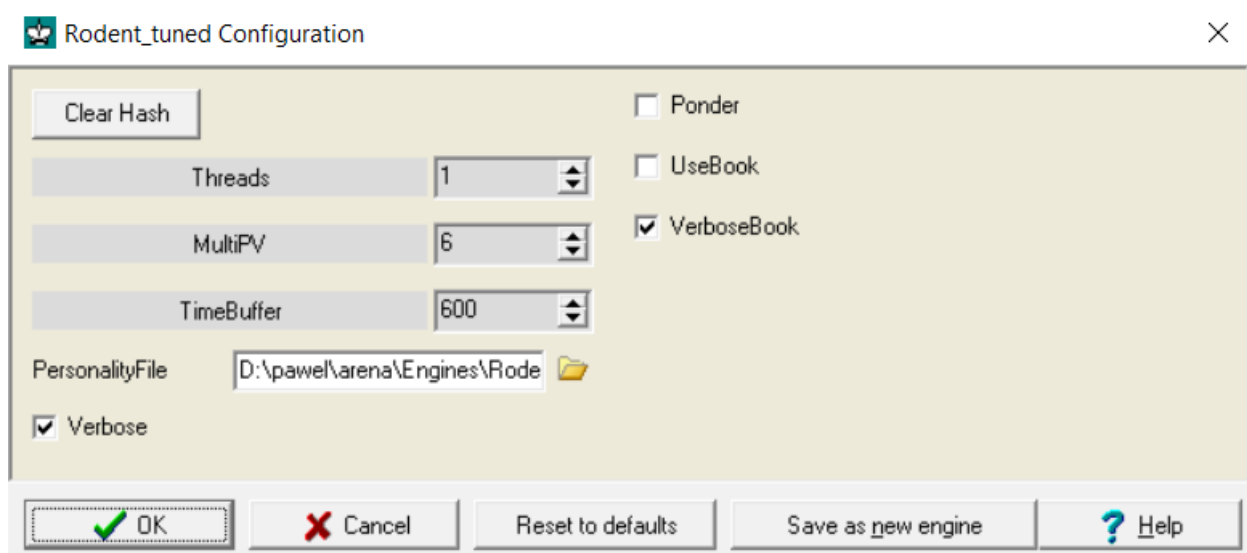 Rodent_tuned Configuration
Clear Hash
Ponder
Threads 1
UseBook
MultiPV 6
VerboseBook
TimeBuffer 600
PersonalityFile D:\pawel\arena\Engines\Rode
Verbose
OK Cancel Reset to defaults Save as new engine ? Help